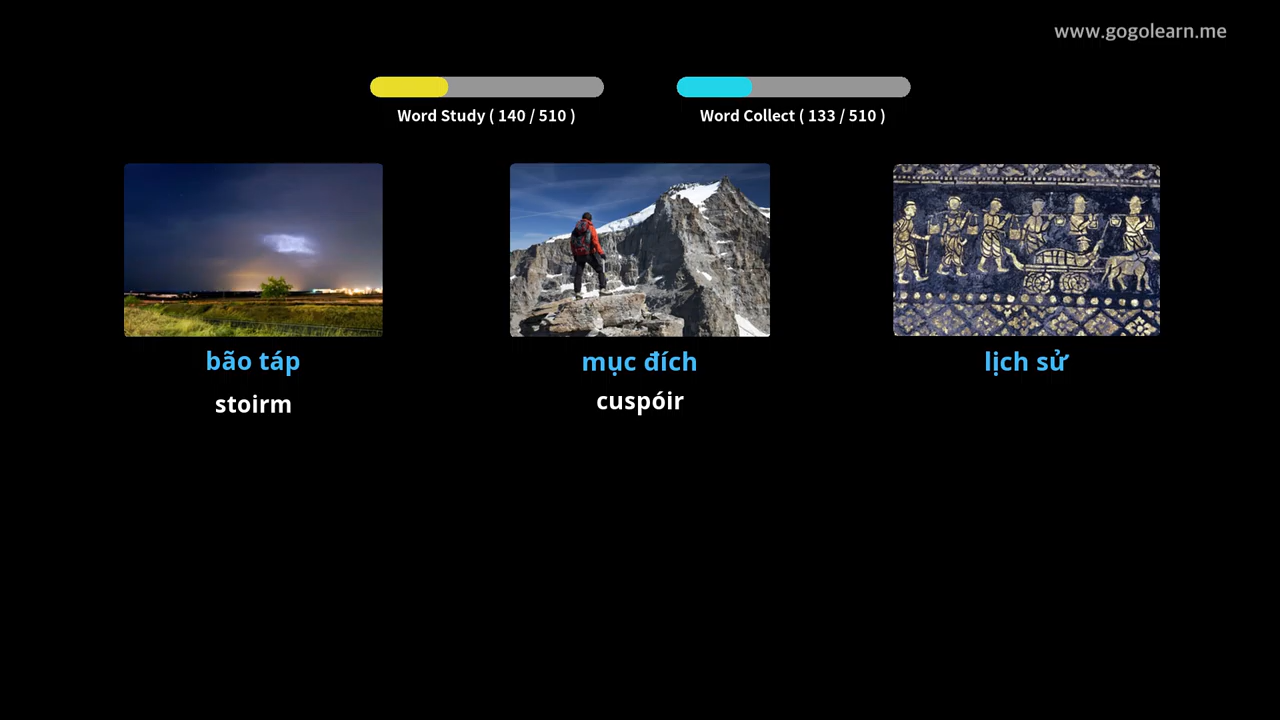 www.gogolearn.me
Word Study ( 140 / 510 )
Word Collect ( 133 / 510 )
bão táp
stoirm
mục đích
cuspóir
lịch sử